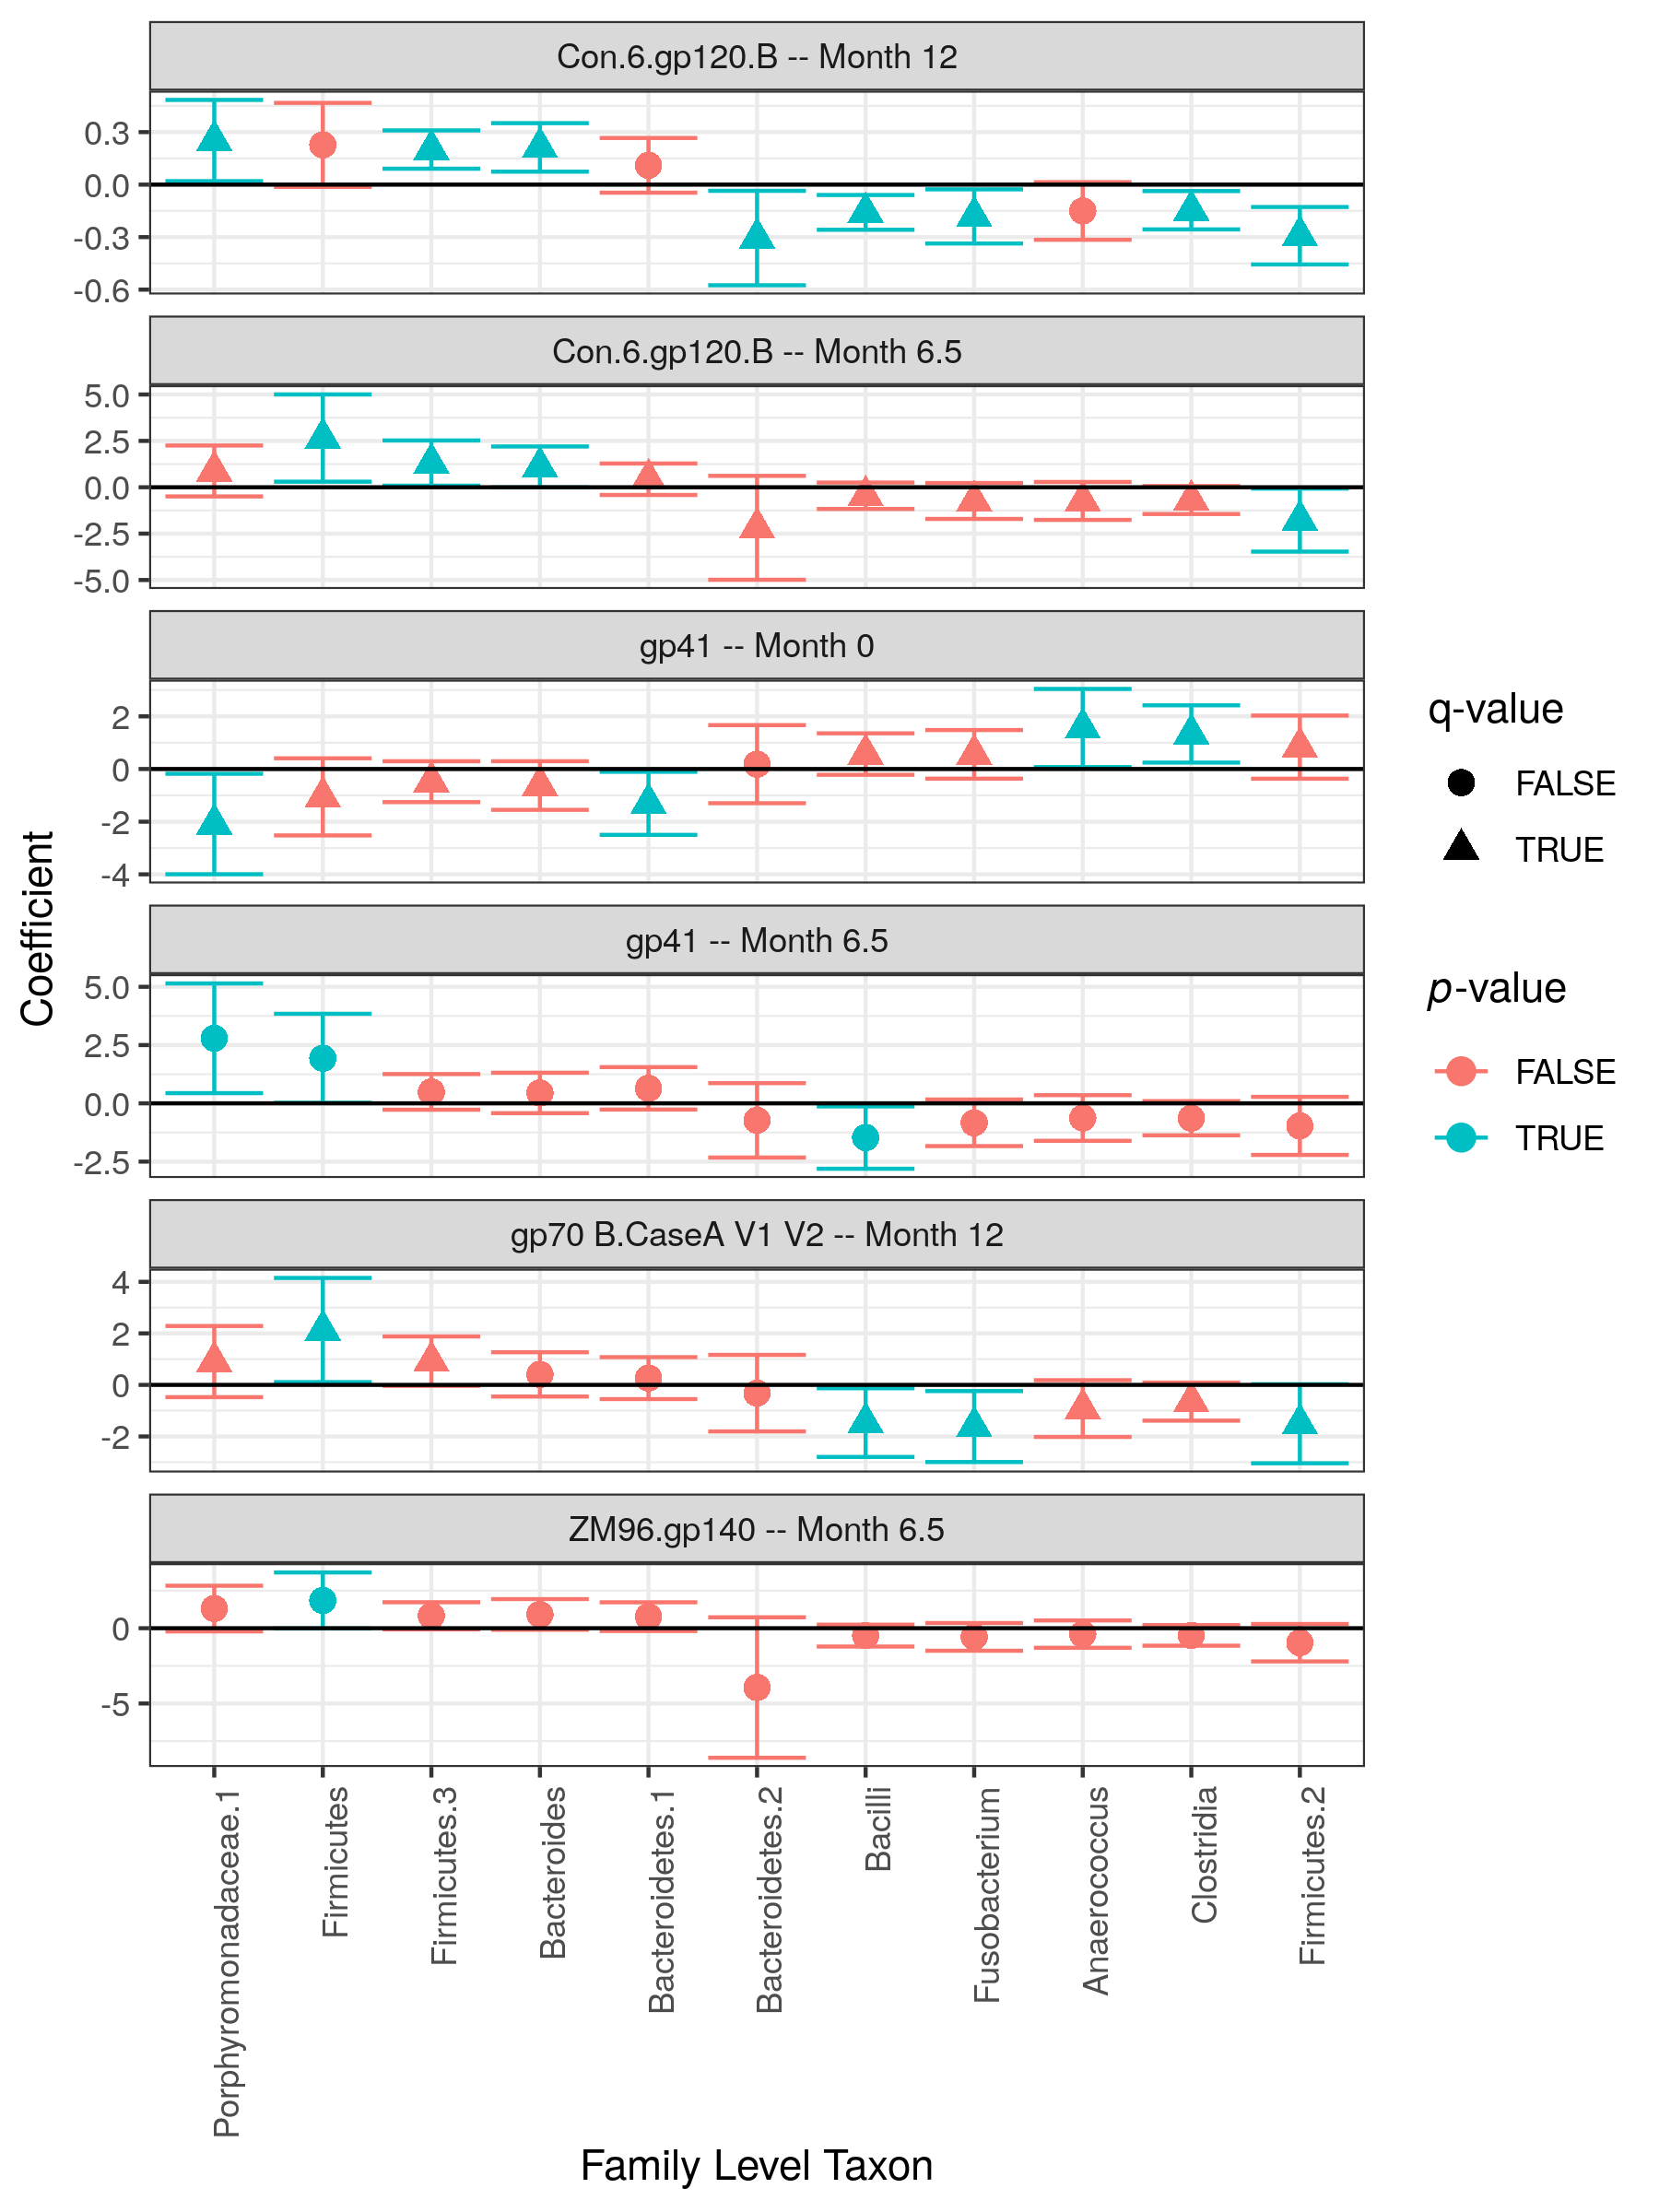 Con.6.gp120.B -- Month 12
0.3
0.0
-0.3
-0.6
Con.6.gp120.B -- Month 6.5
5.0
2.5
0.0
-2.5
-5.0
gp41 -- Month 0
2
0
-2
-4
gp41 -- Month 6.5
5.0
2.5
0.0
-2.5
gp70 B.CaseA V1 V2 -- Month 12
4
2
0
-2
ZM96.gp140 -- Month 6.5
0
-5
Coefficient
Porphyromonadaceae.1
Firmicutes
Firmicutes.3
Bacteroides
Bacteroidetes.1
Bacteroidetes.2
Bacilli
Fusobacterium
Anaerococcus
Clostridia
Firmicutes.2
Family Level Taxon
q-value
FALSE
TRUE
p-value
FALSE
TRUE